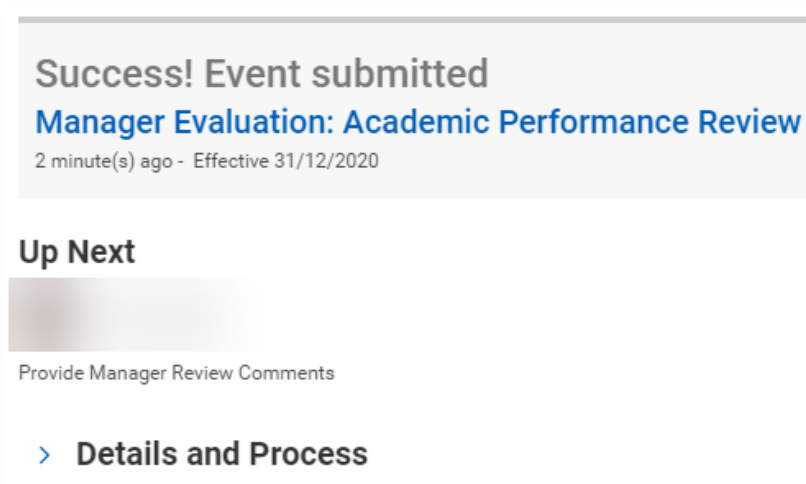 Success! Event submitted
Manager Evaluation: Academic Performance Review
2 minute(s) ago - Effective 31/12/2020
Up Next
Provide Manager Review Comments
Details and Process